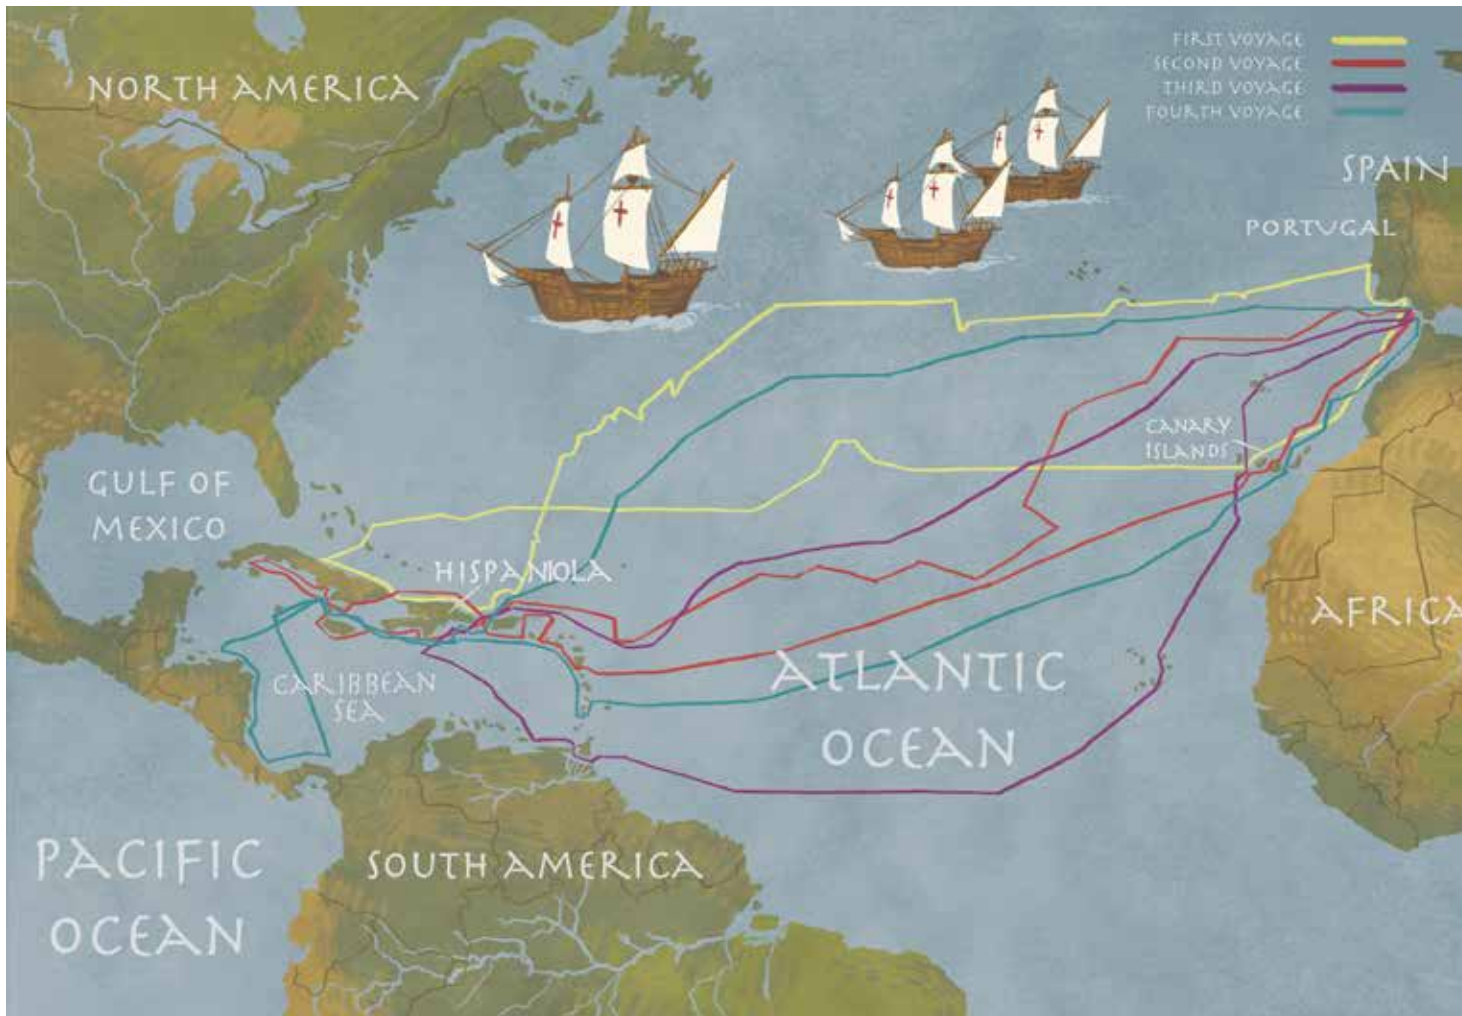 FIRST VOYAGE
SECOND VOYAGE
THIRD VOYAGE
FOURTH VOYAGE
NORTH AMERICA
SPAIN
PORTUGAL
CANARY
ISLANDS
GULF OF
MEXICO
HISPANIOLA
AFRICA
CARIBBEAN
SEA
ATLANTIC
OCEAN
PACIFIC
OCEAN
SOUTH AMERICA